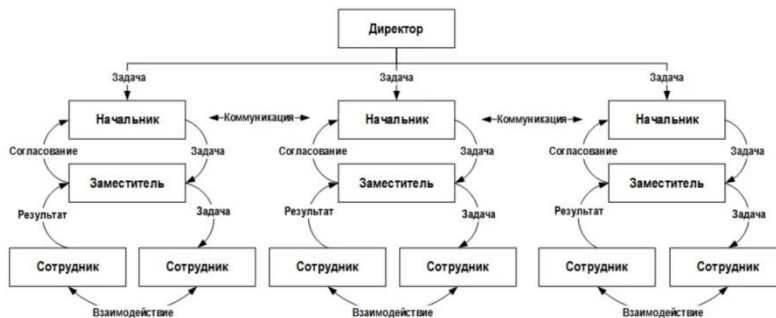 Директор
Задача Задача Задача
Начальник Коммуникация Начальник Коммуникация Начальник
Согласование Задача Согласование Задача Согласование Задача
Заместитель Заместитель Заместитель
Результат Задача Результат Задача Результат Задача
Сотрудник Сотрудник Сотрудник Сотрудник Сотрудник Сотрудник
Взаимодействие Взаимодействие Взаимодействие